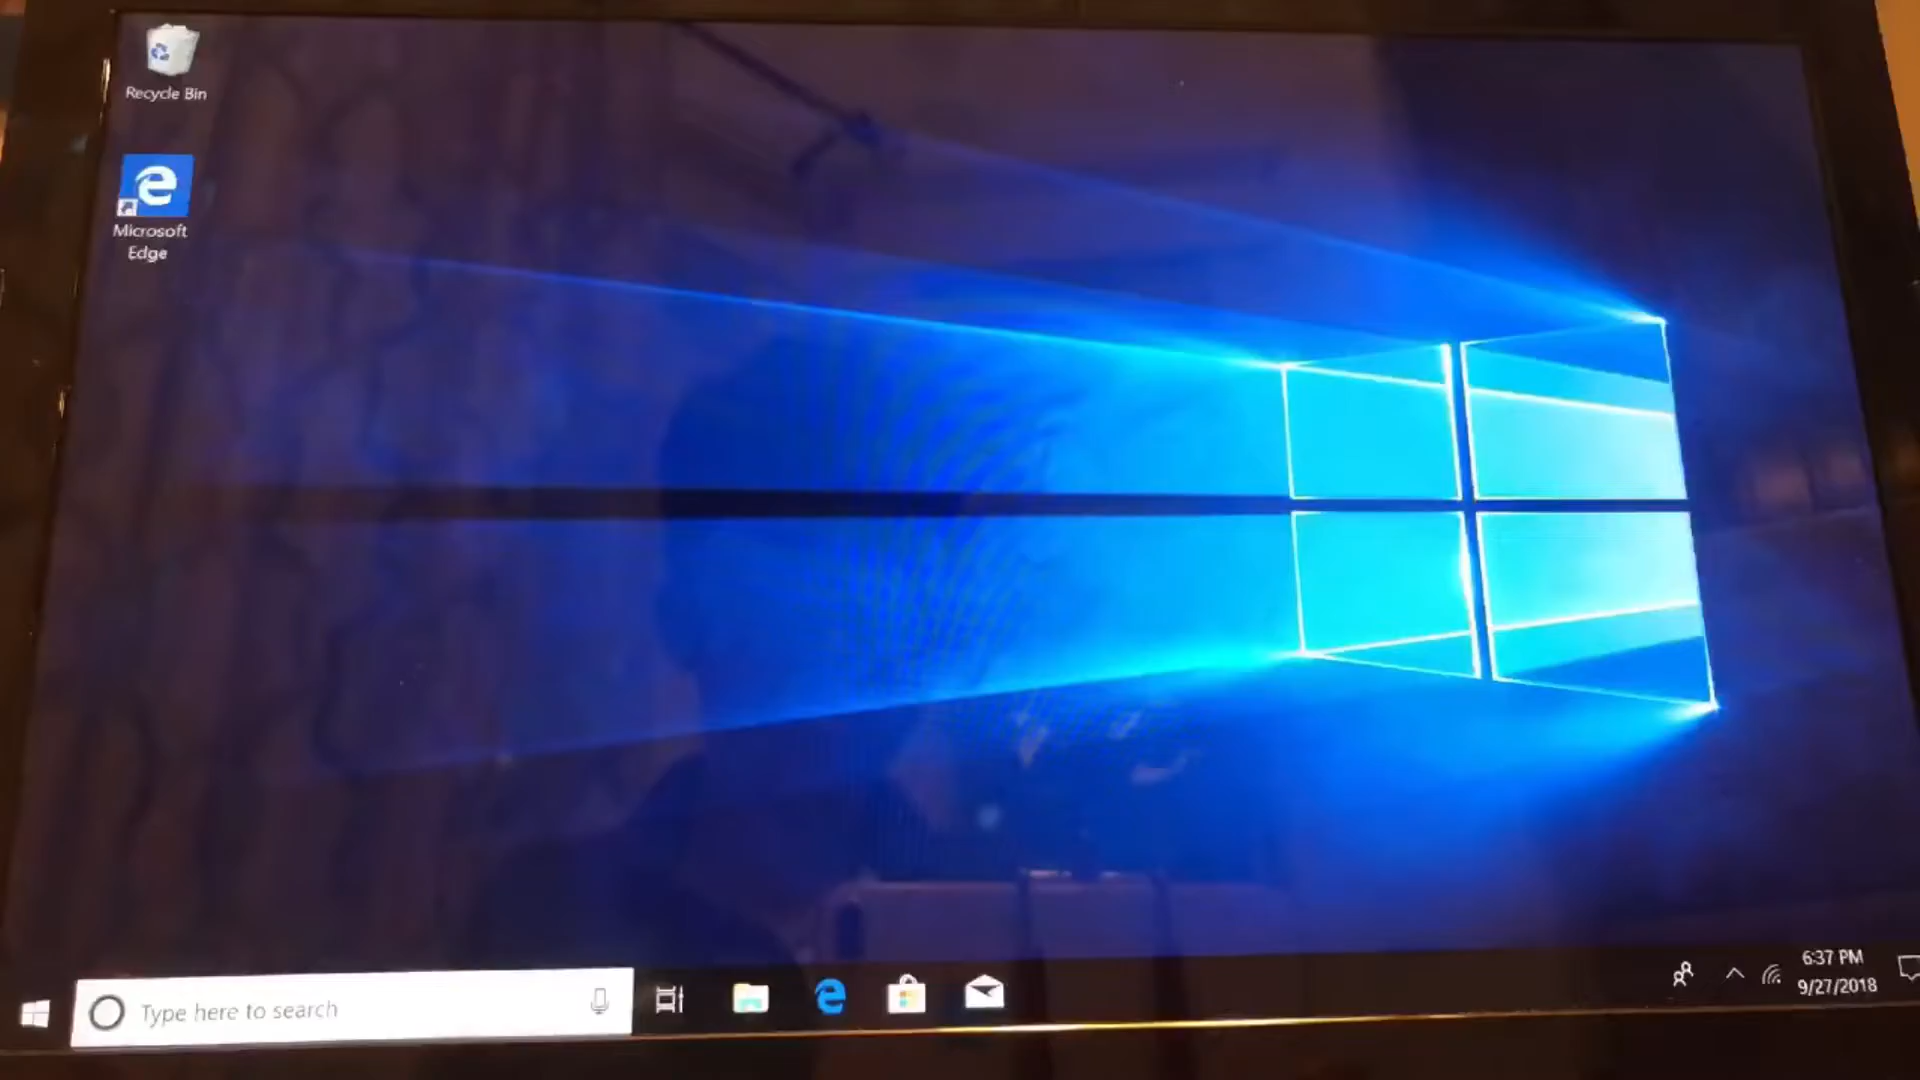 Recycle Bin
Microsoft
Edge
Type here to search
6:37 PM
9/27/2018